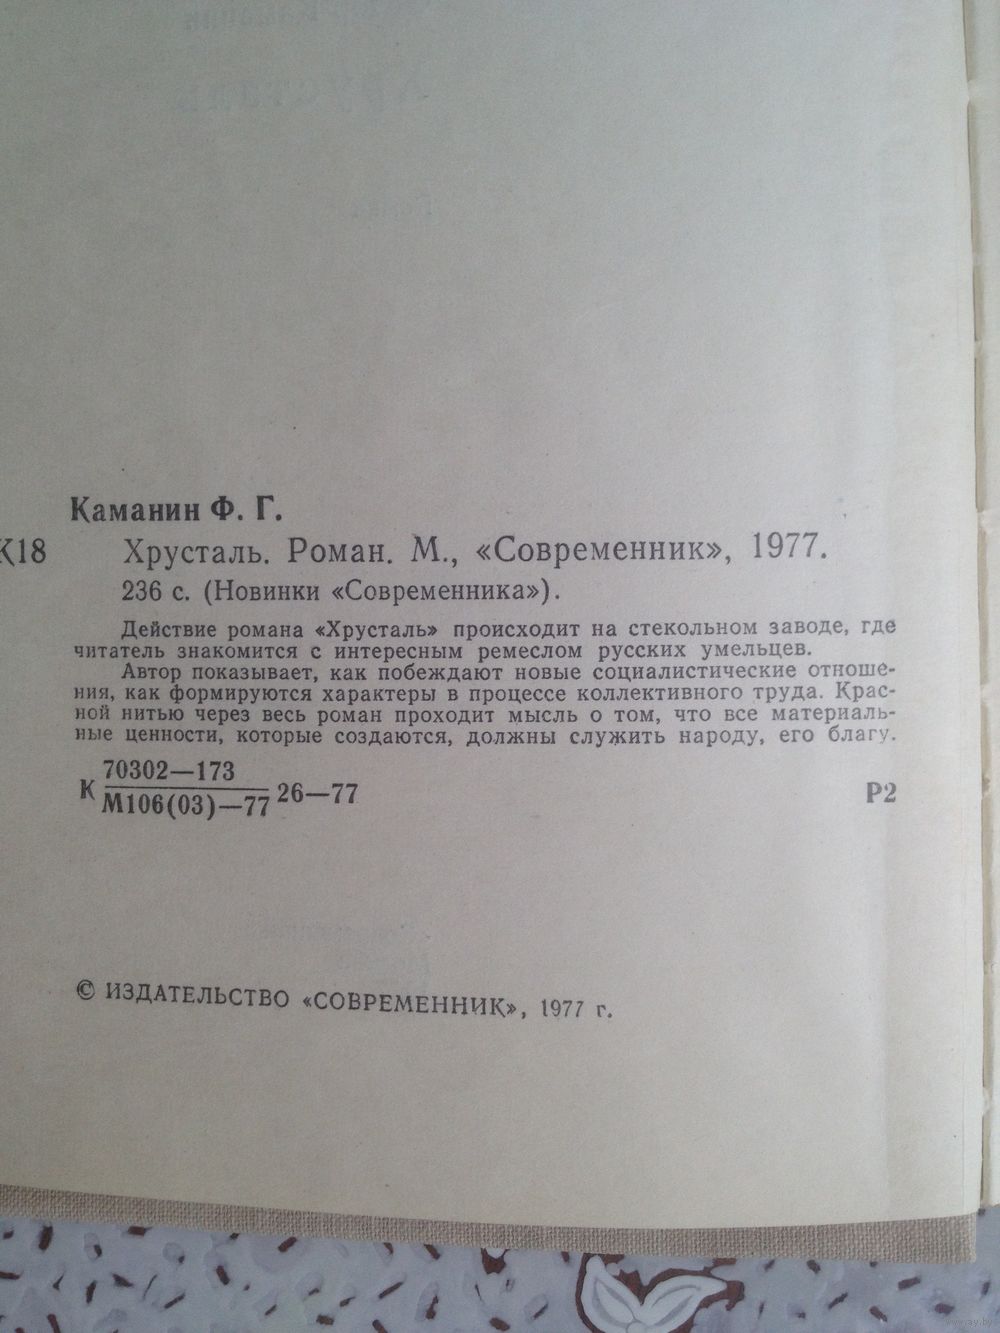 Каманин Ф. Г.
К18 Хрусталь. Роман. М., «Современник», 1977.
236 с. (Новинки «Современника»).
Действие романа «Хрусталь» происходит на стекольном заводе, где
читатель знакомится с интересным ремеслом русских умельцев.
Автор показывает, как побеждают новые социалистические отноше-
ния, как формируются характеры в процессе коллективного труда. Крас-
ной нитью через весь роман проходит мысль о том, что все материаль-
ные ценности, которые создаются, должны служить народу, его благу.
70302—173
К 26—77 Р2
М106(03)—77
© ИЗДАТЕЛЬСТВО «СОВРЕМЕННИК», 1977 г.